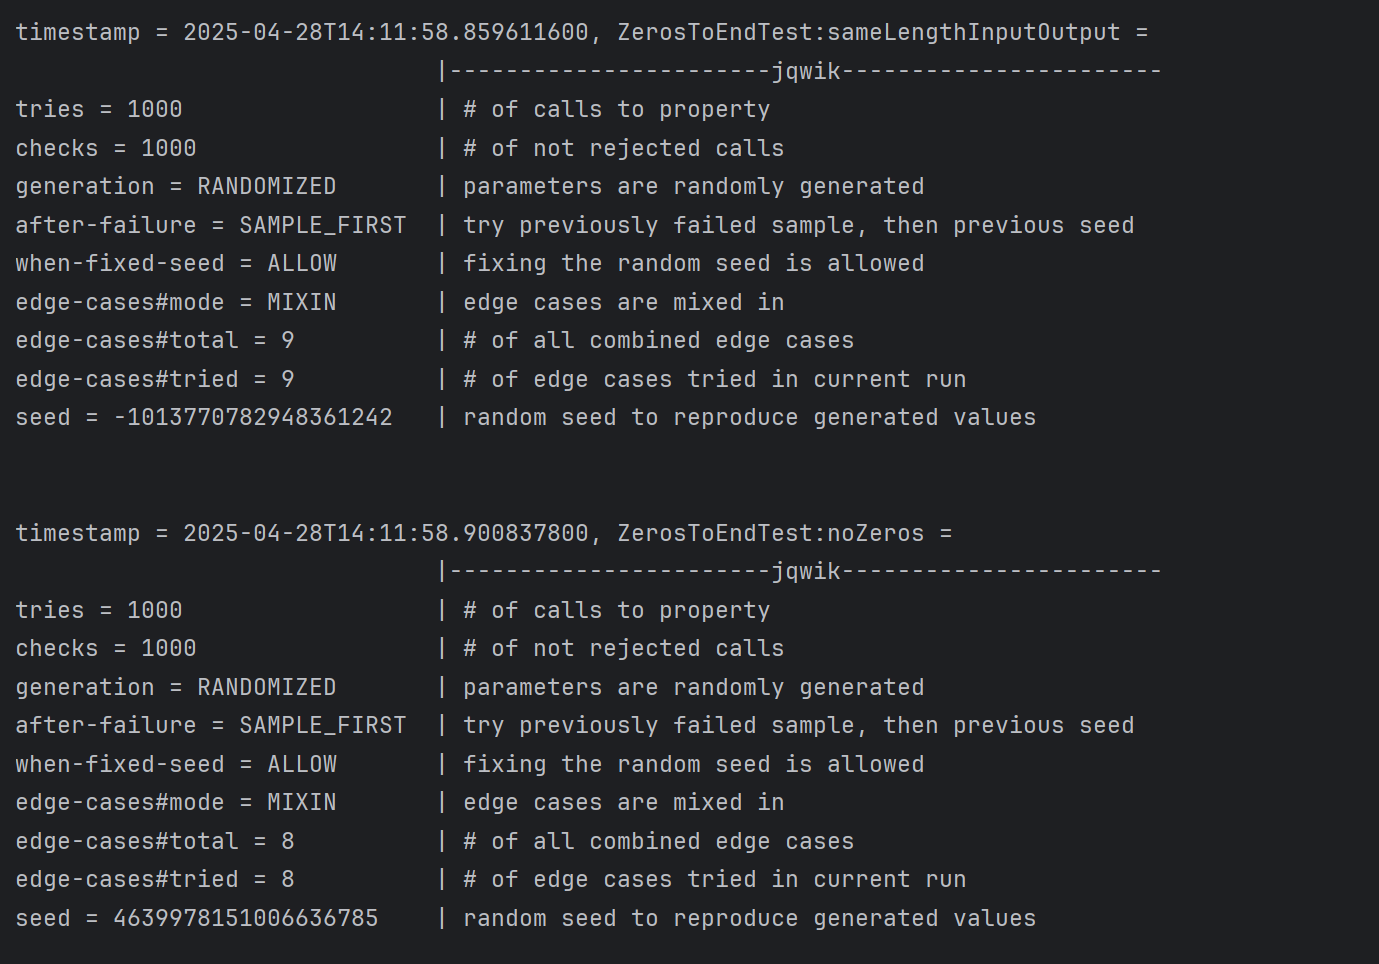 timestamp = 2025-04-28T14:11:58.859611600, ZerosToEndTest:sameLengthInputOutput =
|-----------------------jqwik-----------------------
tries = 1000 | # of calls to property
checks = 1000 | # of not rejected calls
generation = RANDOMIZED | parameters are randomly generated
after-failure = SAMPLE_FIRST | try previously failed sample, then previous seed
when-fixed-seed = ALLOW | fixing the random seed is allowed
edge-cases#mode = MIXIN | edge cases are mixed in
edge-cases#total = 9 | # of all combined edge cases
edge-cases#tried = 9 | # of edge cases tried in current run
seed = -1013770782948361242 | random seed to reproduce generated values
timestamp = 2025-04-28T14:11:58.900837800, ZerosToEndTest:noZeros =
|-----------------------jqwik-----------------------
tries = 1000 | # of calls to property
checks = 1000 | # of not rejected calls
generation = RANDOMIZED | parameters are randomly generated
after-failure = SAMPLE_FIRST | try previously failed sample, then previous seed
when-fixed-seed = ALLOW | fixing the random seed is allowed
edge-cases#mode = MIXIN | edge cases are mixed in
edge-cases#total = 8 | # of all combined edge cases
edge-cases#tried = 8 | # of edge cases tried in current run
seed = 4639978151006636785 | random seed to reproduce generated values